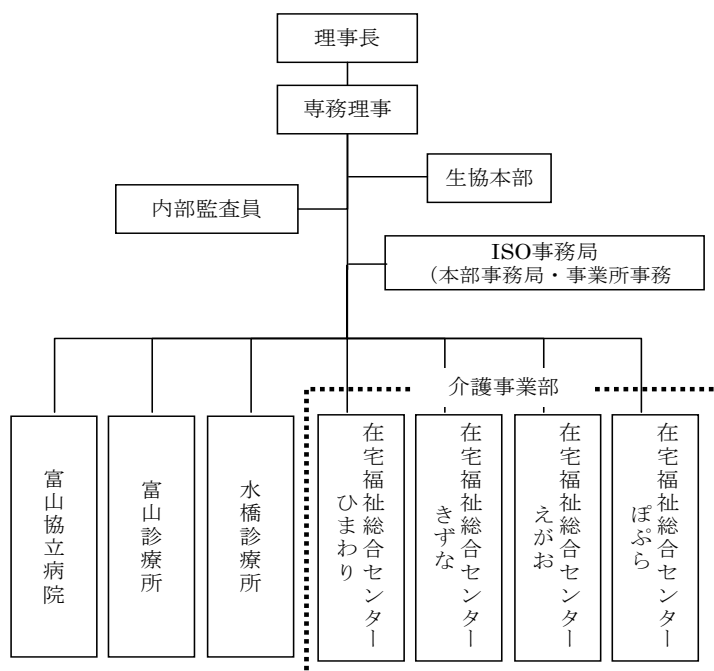 理事長
専務理事
生協本部
内部監査員
ISO事務局
（本部事務局・事業所事務
介護事業部
富山協立病院
富山診療所
水橋診療所
在宅福祉総合センター
ひまわり
在宅福祉総合センター
きずな
在宅福祉総合センター
えがお
在宅福祉総合センター
ぽぷら